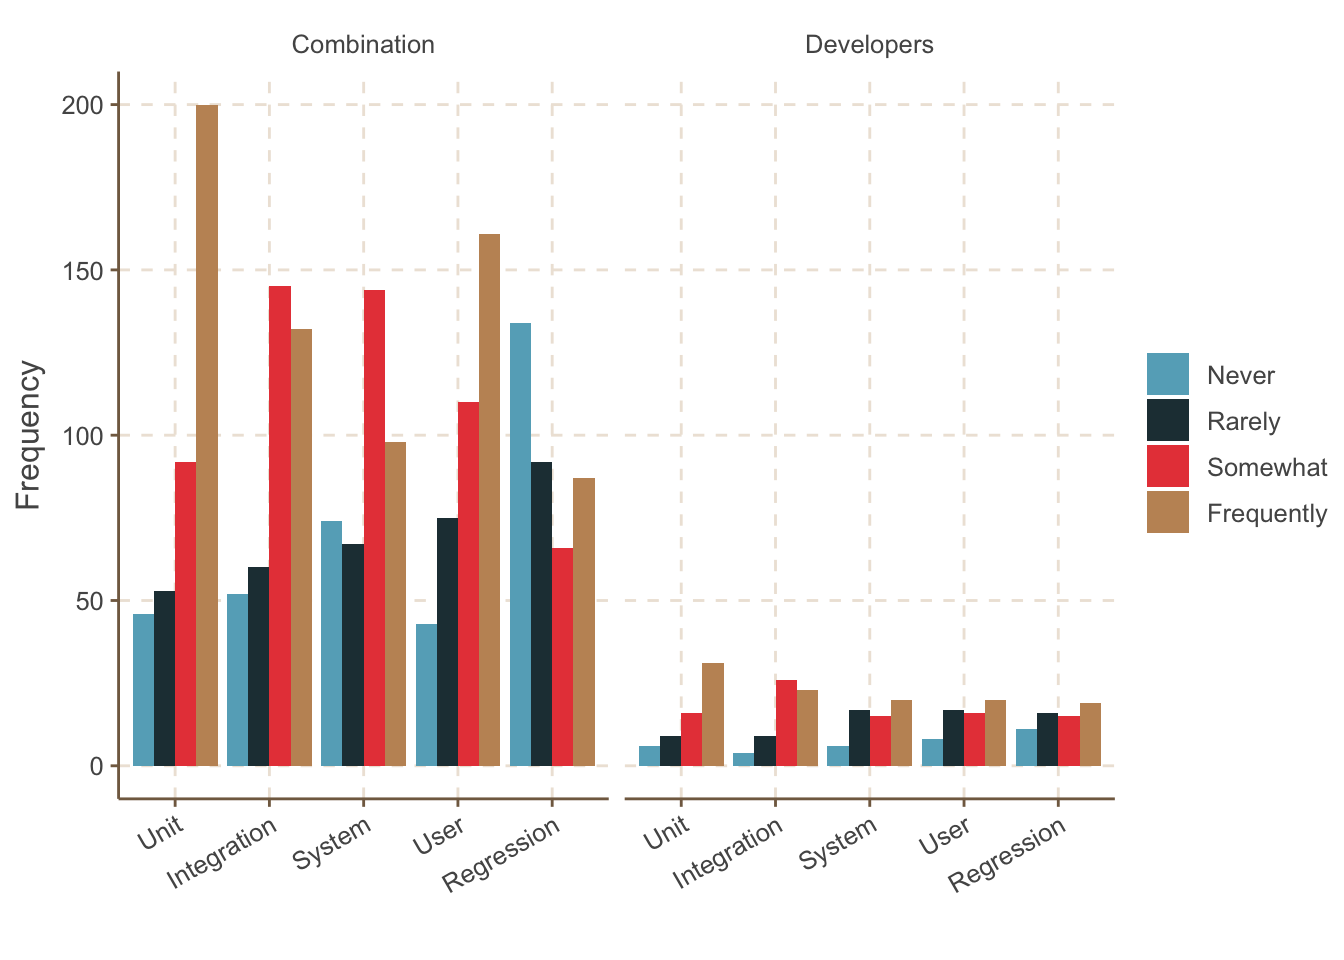 Combination
Developers
Frequency
200
150
100
50
0
Unit
Integration
System
User
Regression
Unit
Integration
System
User
Regression
Never
Rarely
Somewhat
Frequently